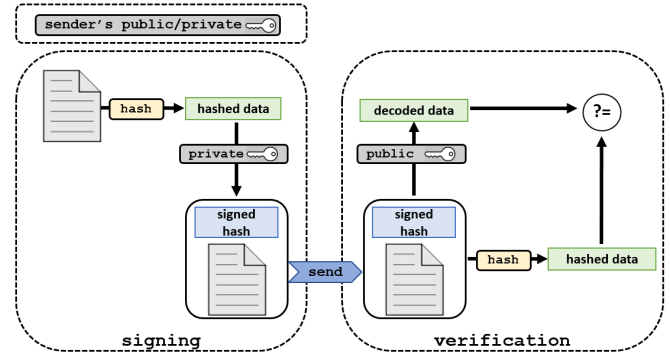 sender's public/private
hash
hashed data
private
signed
hash
signing
send
decoded data
?=
public
signed
hash
hash
hashed data
verification